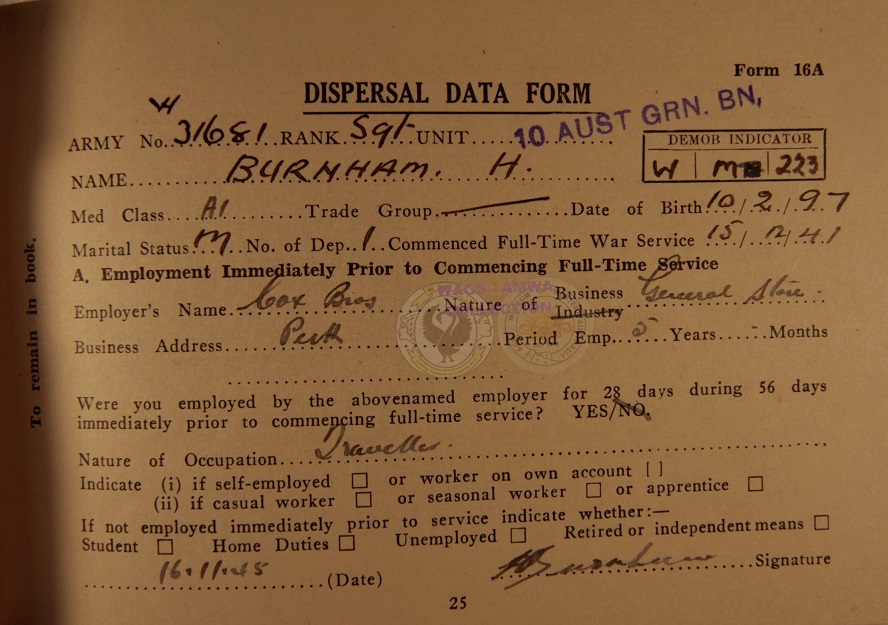 Form 16A
DISPERSAL DATA FORM
W
ARMY No. 31681 RANK Sgt UNIT 10 AUST GRN. BN,
DEMOB INDICATOR
W | M | 223
NAME BURNHAM. H.
Med Class A1 Trade Group Date of Birth 10/2/97
Marital Status M No. of Dep. 1 Commenced Full-Time War Service 15/12/41
A. Employment Immediately Prior to Commencing Full-Time Service
Employer's Name Cox Bros Nature of Business Industry General Store.
Business Address Perth Period Emp. 5 Years - Months
Were you employed by the abovenamed employer for 28 days during 56 days
immediately prior to commencing full-time service? YES/NO.
Nature of Occupation Traveller.
Indicate (i) if self-employed or worker on own account [ ]
(ii) if casual worker or seasonal worker or apprentice
If not employed immediately prior to service indicate whether:—
Student Home Duties Unemployed Retired or independent means
16.11.45 (Date) HBurnham Signature
25
To remain in book.